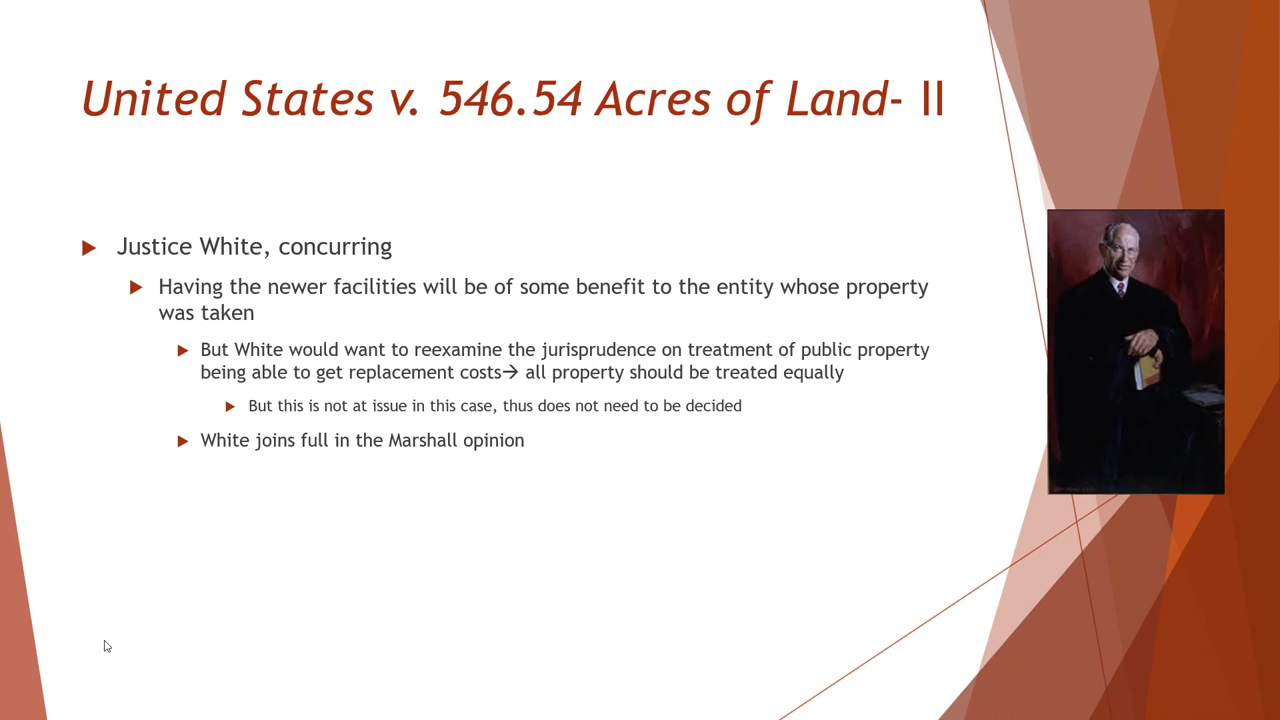 United States v. 546.54 Acres of Land- II
Justice White, concurring
Having the newer facilities will be of some benefit to the entity whose property
was taken
But White would want to reexamine the jurisprudence on treatment of public property
being able to get replacement costs→ all property should be treated equally
But this is not at issue in this case, thus does not need to be decided
White joins full in the Marshall opinion